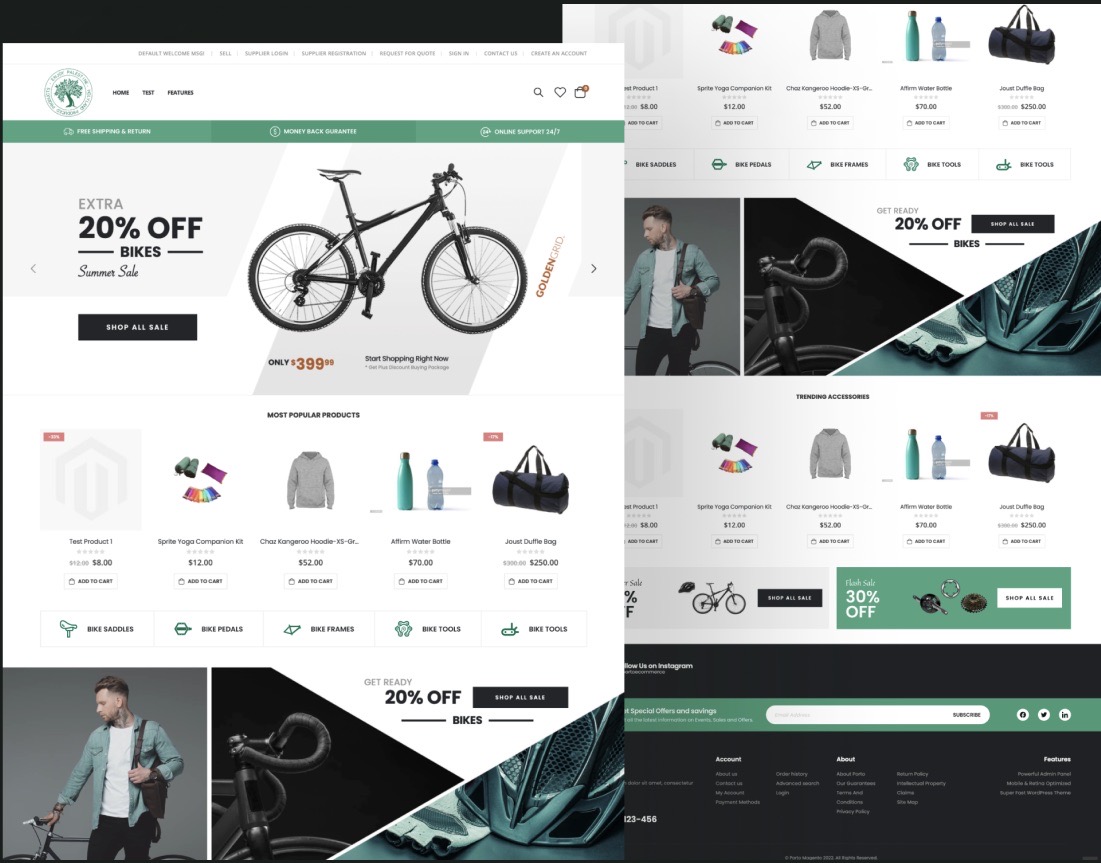 DEFAULT WELCOME MSG!
SELL
SUPPLIER LOGIN
SUPPLIER REGISTRATION
REQUEST FOR QUOTE
SIGN IN
CONTACT US
CREATE AN ACCOUNT
ENJOY PALESTINE
HOME
TEST
FEATURES
0
FREE SHIPPING & RETURN
MONEY BACK GURANTEE
ONLINE SUPPORT 24/7
EXTRA
20% OFF
BIKES
Summer Sale
SHOP ALL SALE
GOLDENGRID.
ONLY $39999
Start Shopping Right Now
* Get Plus Discount Buying Package
MOST POPULAR PRODUCTS
-11%
Test Product 1
$12.00 $8.00
ADD TO CART
Sprite Yoga Companion Kit
$12.00
ADD TO CART
Chaz Kangeroo Hoodie-XS-Gr...
$52.00
ADD TO CART
Affirm Water Bottle
$70.00
ADD TO CART
Joust Duffle Bag
$300.00 $250.00
ADD TO CART
BIKE SADDLES
BIKE PEDALS
BIKE FRAMES
BIKE TOOLS
BIKE TOOLS
GET READY
20% OFF
BIKES
SHOP ALL SALE
st Product 1
$8.00
ADD TO CART
Sprite Yoga Companion Kit
$12.00
ADD TO CART
Chaz Kangeroo Hoodie-XS-Gr...
$52.00
ADD TO CART
Affirm Water Bottle
$70.00
ADD TO CART
Joust Duffle Bag
$300.00 $250.00
ADD TO CART
BIKE SADDLES
BIKE PEDALS
BIKE FRAMES
BIKE TOOLS
BIKE TOOLS
GET READY
20% OFF
BIKES
SHOP ALL SALE
TRENDING ACCESSORIES
-11%
st Product 1
$8.00
ADD TO CART
Sprite Yoga Companion Kit
$12.00
ADD TO CART
Chaz Kangeroo Hoodie-XS-Gr...
$52.00
ADD TO CART
Affirm Water Bottle
$70.00
ADD TO CART
Joust Duffle Bag
$300.00 $250.00
ADD TO CART
r Sale
%
FF
SHOP ALL SALE
Flash Sale
30%
OFF
SHOP ALL SALE
llow Us on Instagram
ortoecommerce
t Special Offers and savings
t all the latest information on Events, Sales and Offers.
Email Address
SUBSCRIBE
dolor sit amet, consectetur
123-456
Account
About us
Contact us
My Account
Payment Methods
Order history
Advanced search
Login
About
About Porto
Our Guarantees
Terms And
Conditions
Privacy Policy
Return Policy
Intellectual Property
Claims
Site Map
Features
Powerful Admin Panel
Mobile & Retina Optimized
Super Fast WordPress Theme
© Porto Magento 2022. All Rights Reserved.